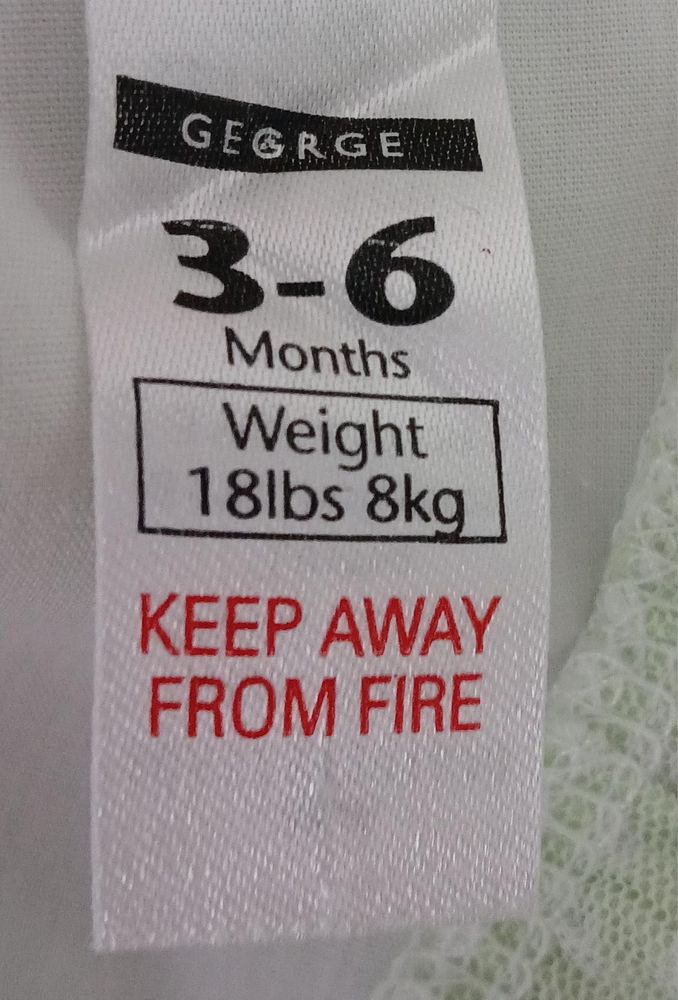 GEORGE
3-6
Months
Weight
18lbs 8kg
KEEP AWAY
FROM FIRE